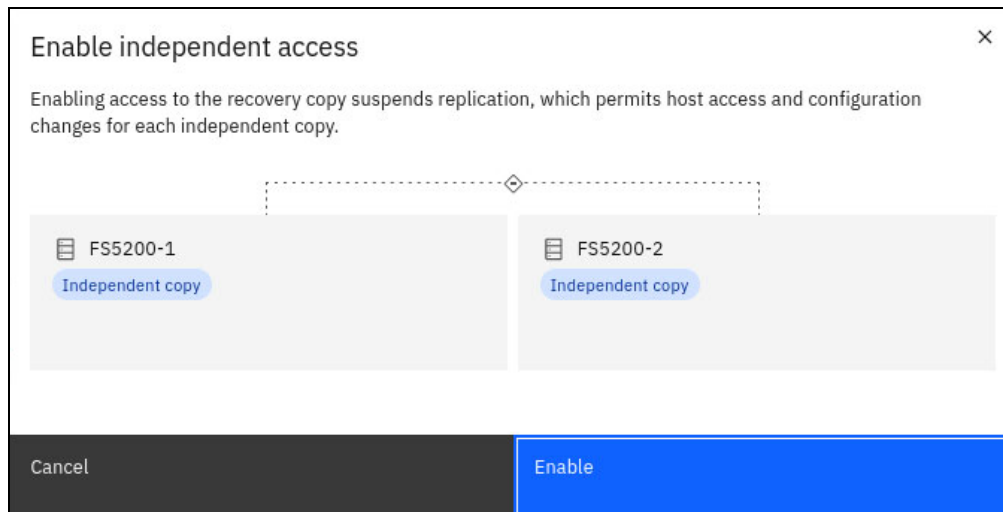 Enable independent access
Enabling access to the recovery copy suspends replication, which permits host access and configuration
changes for each independent copy.
FS5200-1
Independent copy
FS5200-2
Independent copy
Cancel
Enable